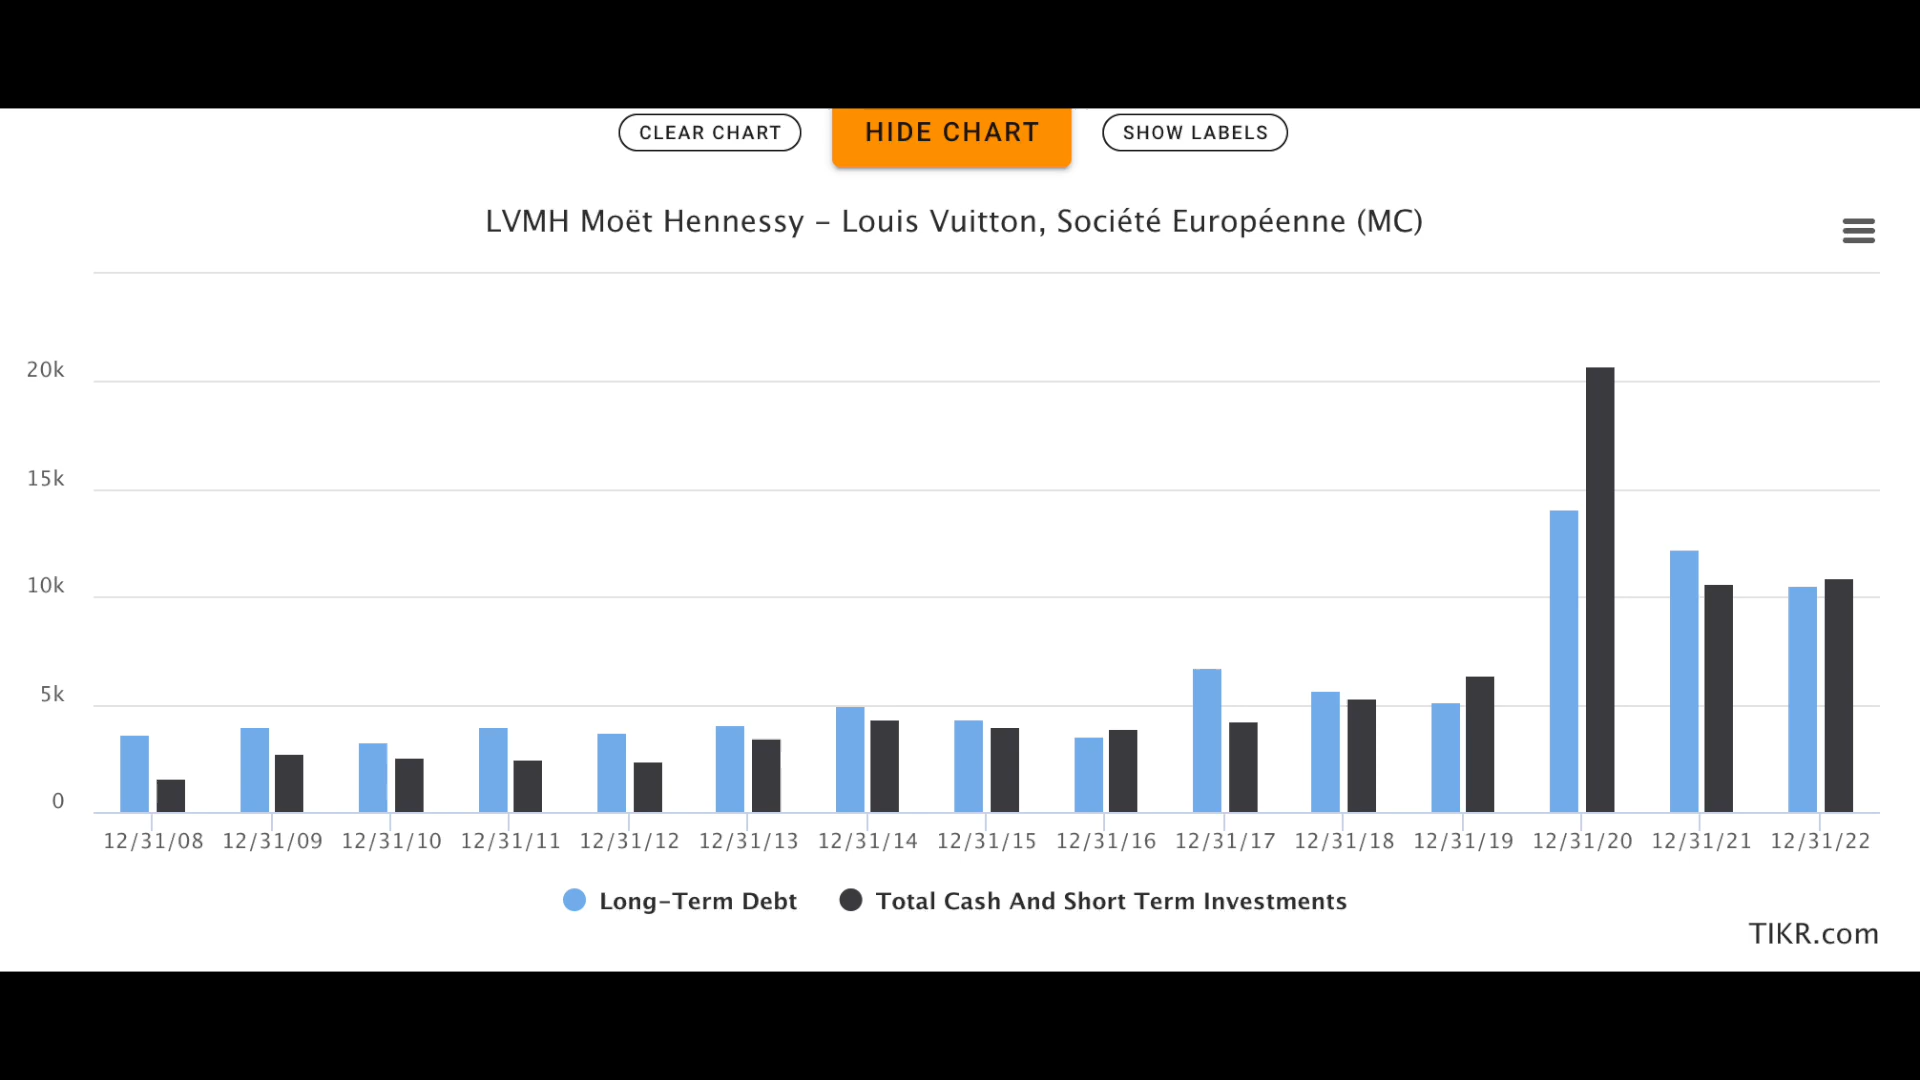 CLEAR CHART HIDE CHART SHOW LABELS
LVMH Moët Hennessy – Louis Vuitton, Société Européenne (MC)
20k
15k
10k
5k
0
12/31/08 12/31/09 12/31/10 12/31/11 12/31/12 12/31/13 12/31/14 12/31/15 12/31/16 12/31/17 12/31/18 12/31/19 12/31/20 12/31/21 12/31/22
Long-Term Debt Total Cash And Short Term Investments
TIKR.com